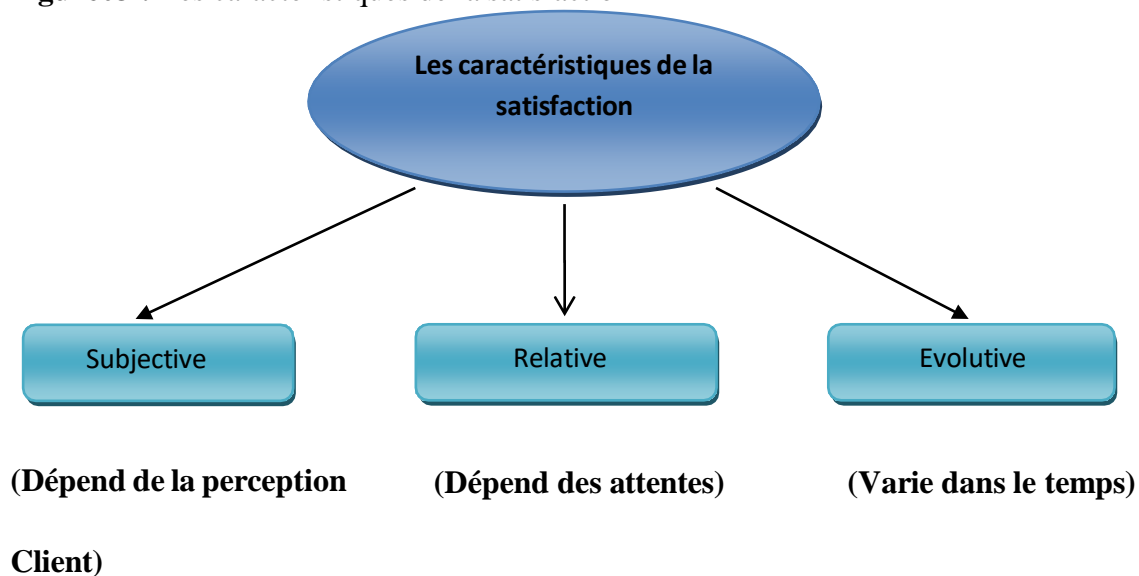 Les caractéristiques de la
satisfaction
Subjective
Relative
Evolutive
(Dépend de la perception
Client)
(Dépend des attentes)
(Varie dans le temps)